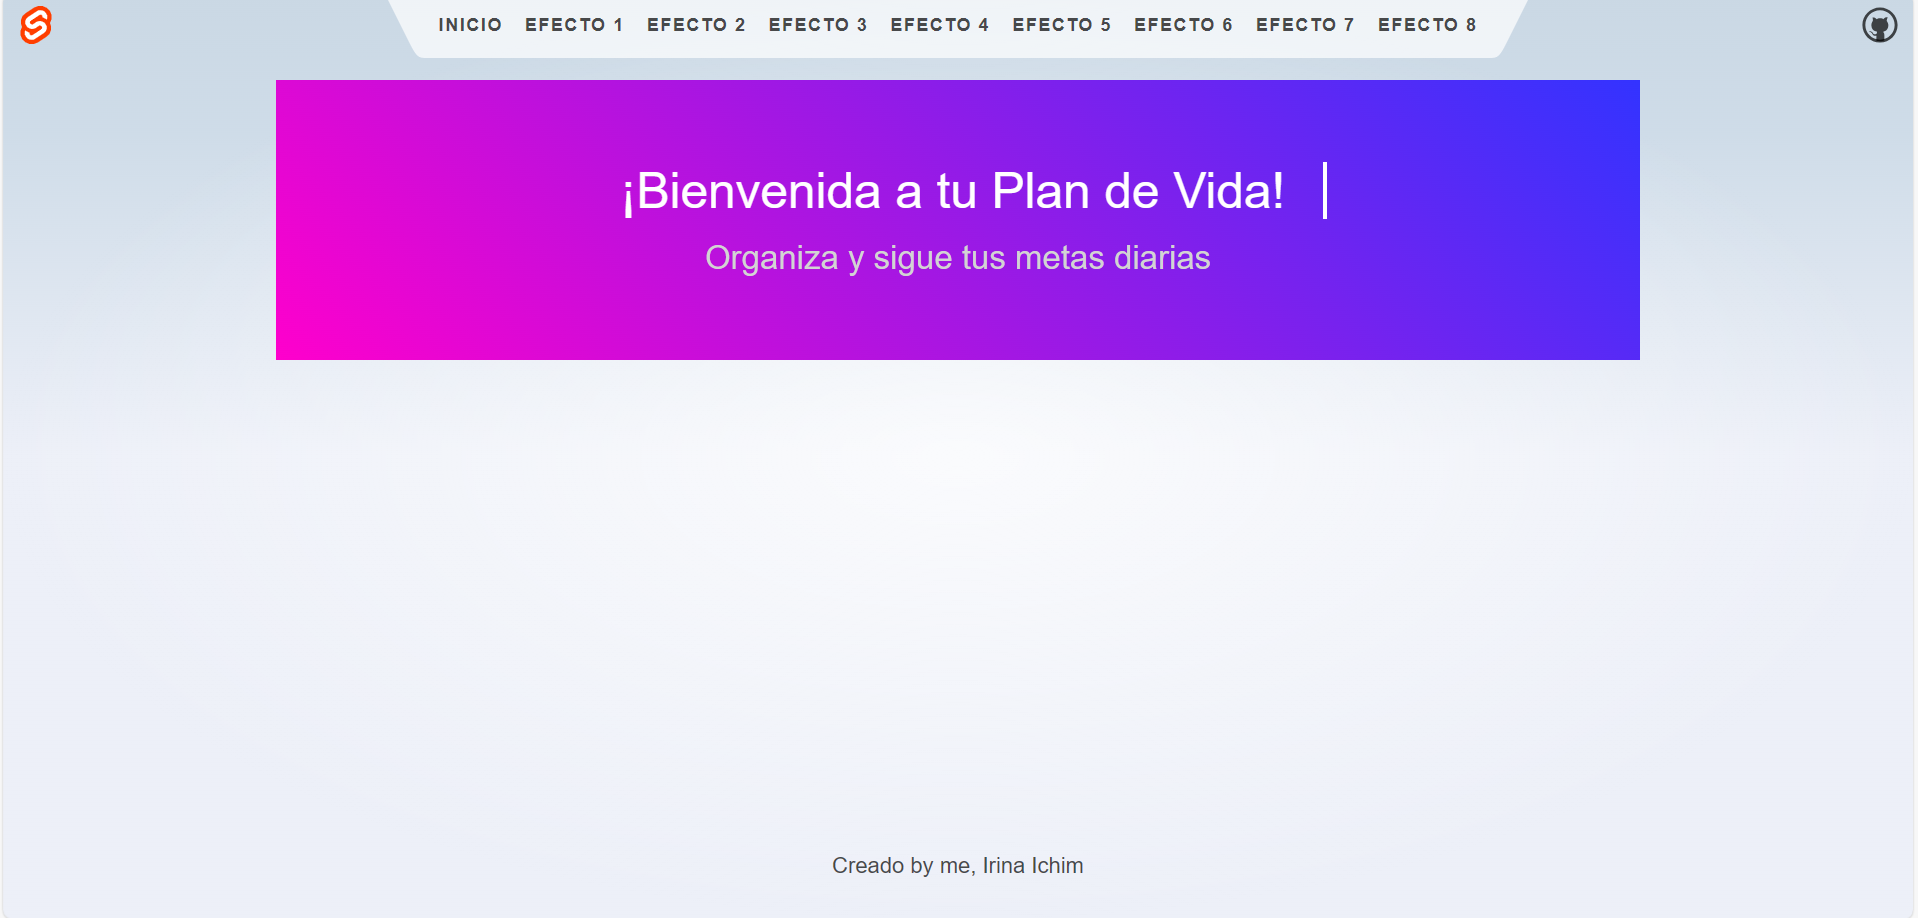 INICIO EFECTO 1 EFECTO 2 EFECTO 3 EFECTO 4 EFECTO 5 EFECTO 6 EFECTO 7 EFECTO 8
¡Bienvenida a tu Plan de Vida!
Organiza y sigue tus metas diarias
Creado by me, Irina Ichim